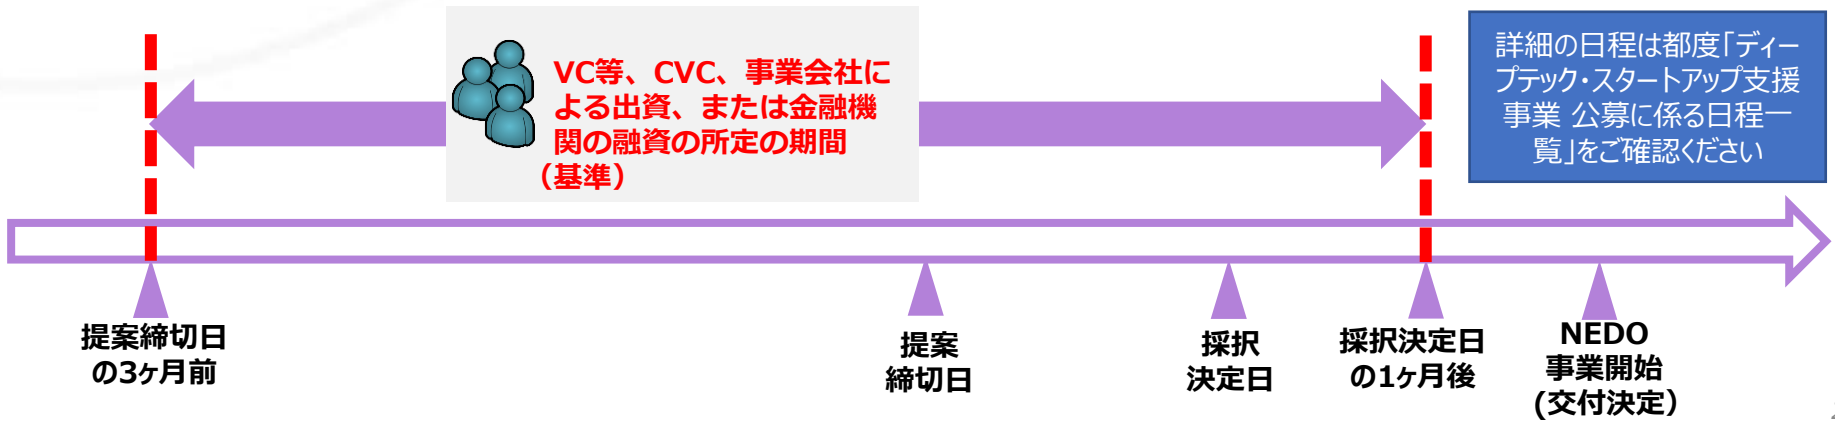 VC等、CVC、事業会社に
よる出資、または金融機
関の融資の所定の期間
（基準）
詳細の日程は都度「ディー
プテック・スタートアップ支援
事業 公募に係る日程一
覧」をご確認ください
提案締切日
の3ヶ月前
提案
締切日
採択
決定日
採択決定日
の1ヶ月後
NEDO
事業開始
(交付決定）